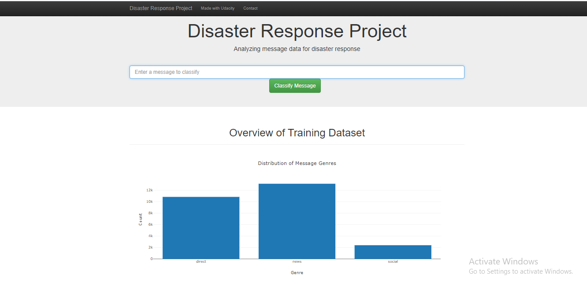 Disaster Response Project Made with Udacity Contact
Disaster Response Project
Analyzing message data for disaster response
Enter a message to classify
Classify Message
Overview of Training Dataset
Distribution of Message Genres
12k
10k
8k
6k
4k
2k
0
Count
direct news social
Genre
Activate Windows
Go to Settings to activate Windows.